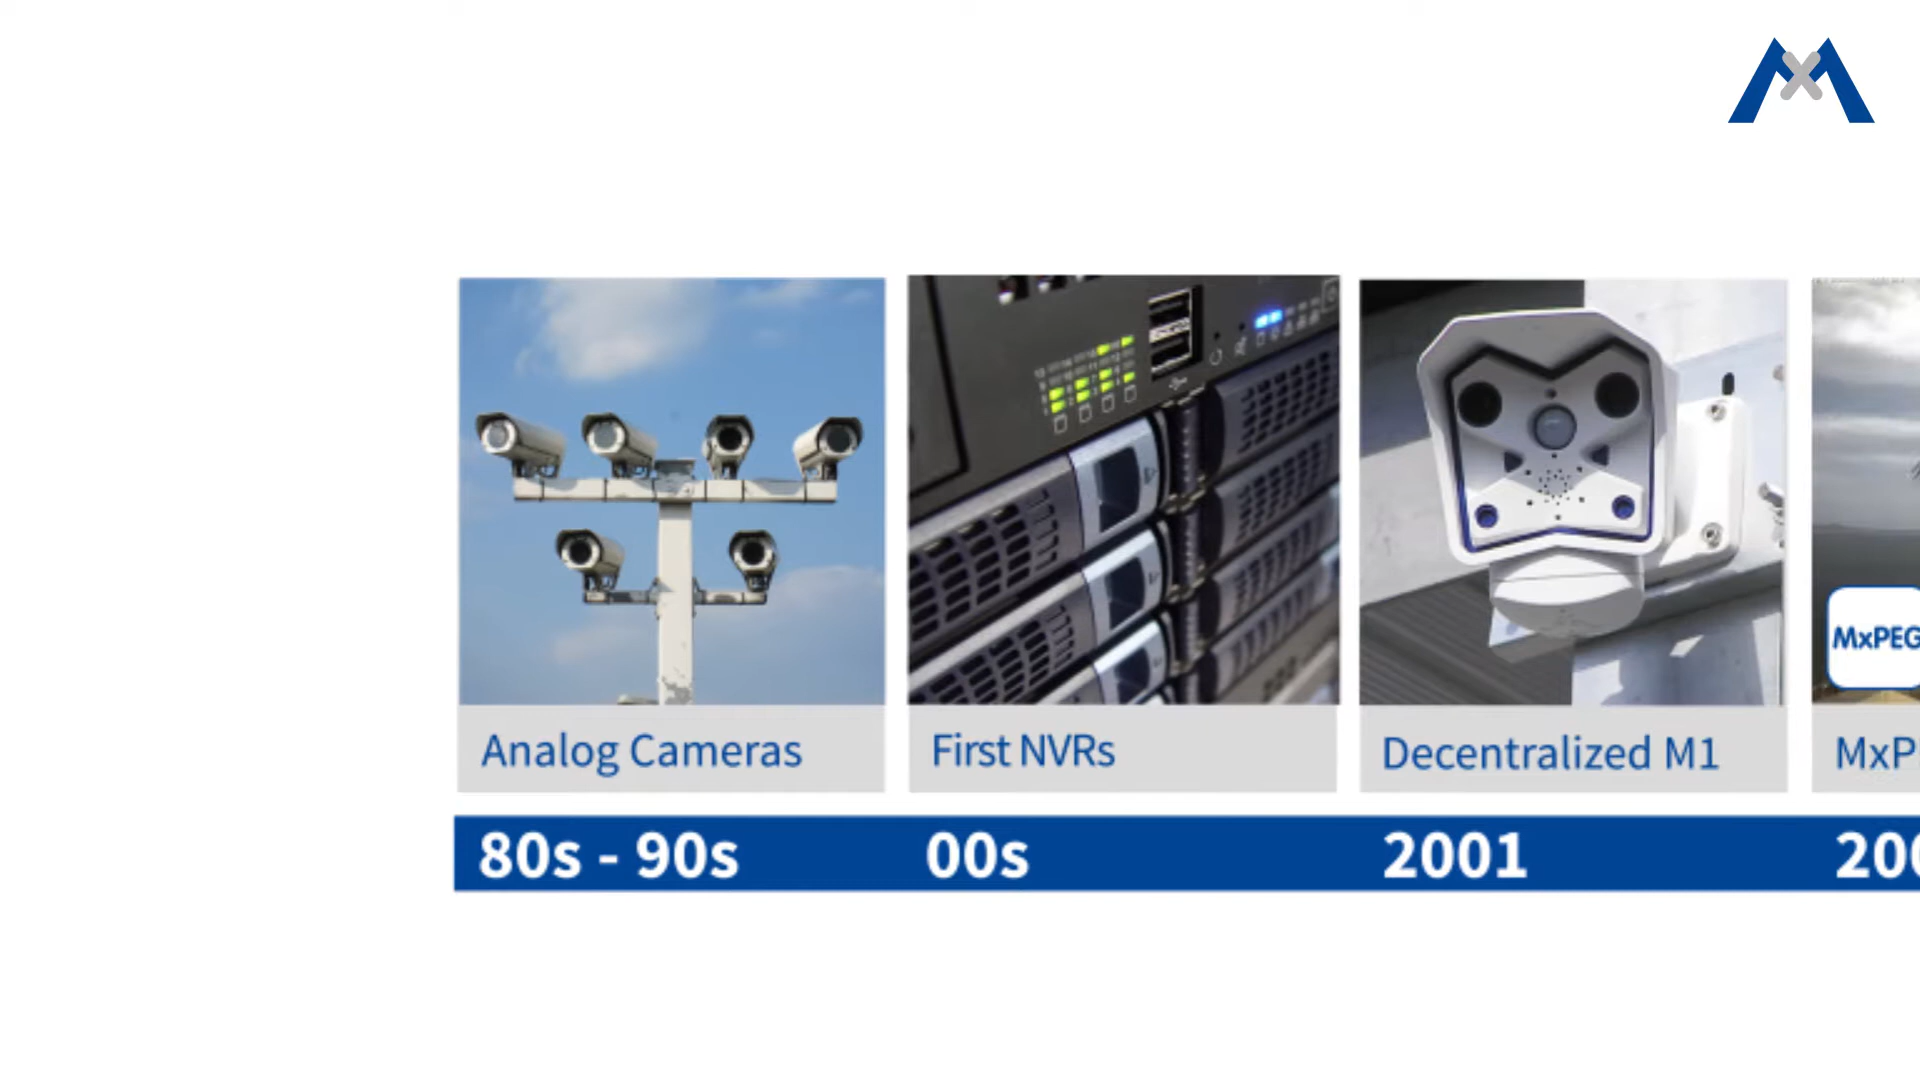 MxPEG
Analog Cameras
First NVRs
Decentralized M1
80s - 90s
00s
2001